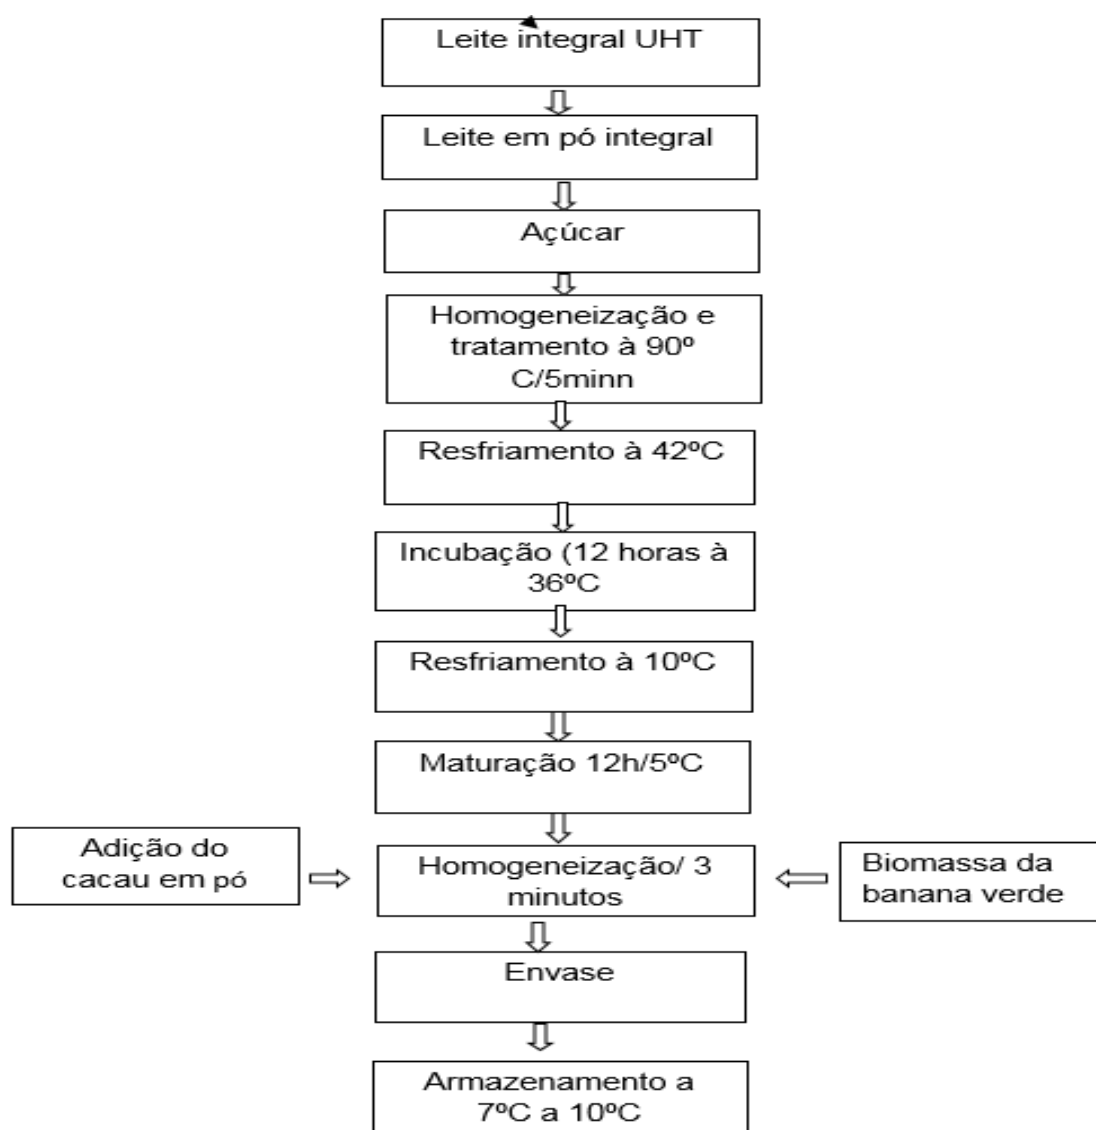 Leite integral UHT
Leite em pó integral
Açúcar
Homogeneização e
tratamento à 90º
C/5minn
Resfriamento à 42ºC
Incubação (12 horas à
36ºC
Resfriamento à 10ºC
Maturação 12h/5ºC
Adição do
cacau em pó
Homogeneização/ 3
minutos
Biomassa da
banana verde
Envase
Armazenamento a
7ºC a 10ºC